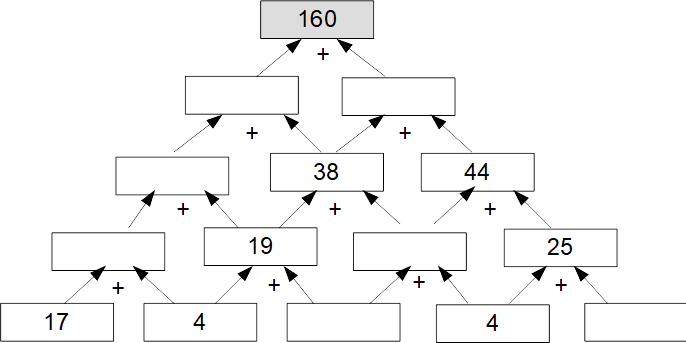 160
+
+ +
38 44
+ + +
19 25
+ + + +
17 4 4